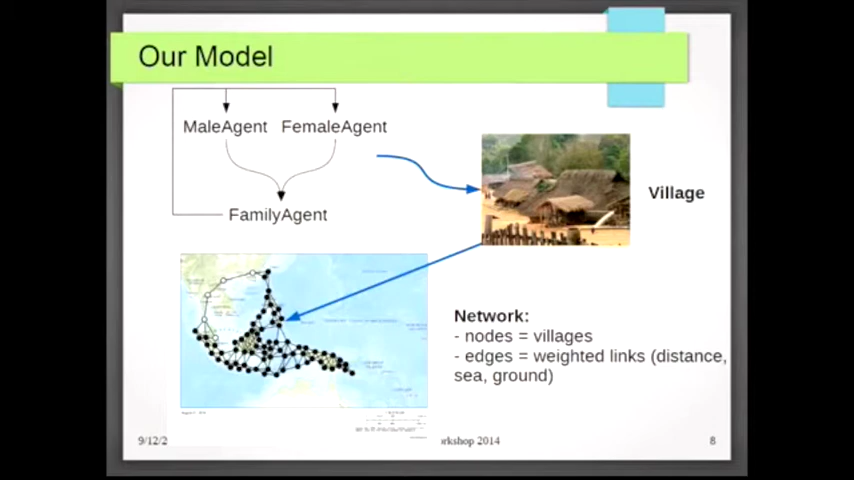 Our Model
MaleAgent FemaleAgent
FamilyAgent
Village
Network:
- nodes = villages
- edges = weighted links (distance,
sea, ground)
9/12/2
orkshop 2014
8